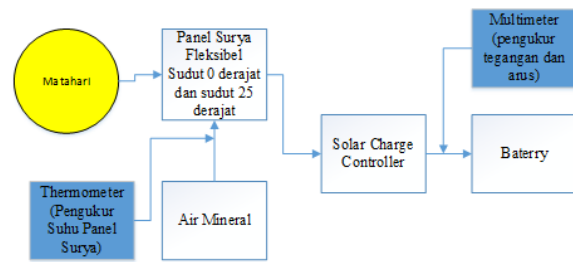 Matahari
Panel Surya
Fleksibel
Sudut 0 derajat
dan sudut 25
derajat
Multimeter
(pengukur
tegangan dan
arus)
Solar Charge
Controller
Baterry
Thermometer
(Pengukur
Suhu Panel
Surya)
Air Mineral